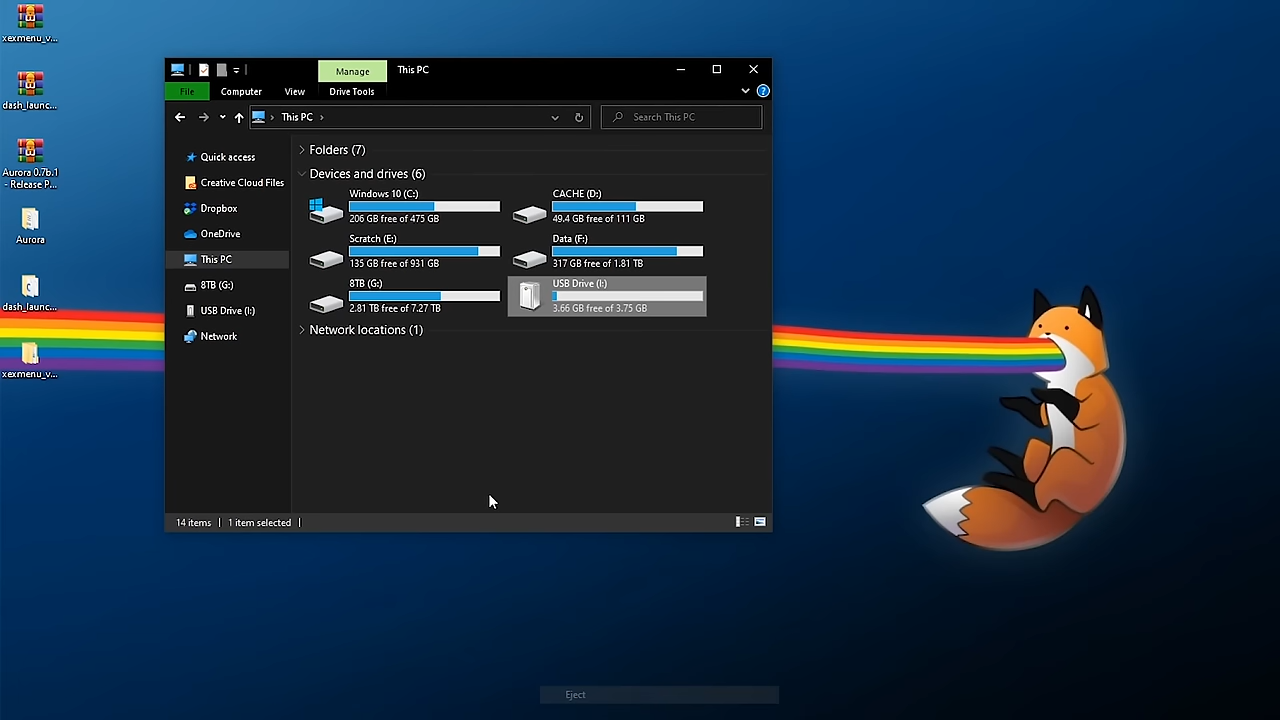 xexmenu_v...
dash_launc...
Aurora 0.7b.1
- Release P...
Aurora
dash_launc...
xexmenu_v...
Manage
This PC
File
Computer
View
Drive Tools
This PC
Search This PC
Quick access
Creative Cloud Files
Dropbox
OneDrive
This PC
8TB (G:)
USB Drive (I:)
Network
Folders (7)
Devices and drives (6)
Windows 10 (C:)
206 GB free of 475 GB
CACHE (D:)
49.4 GB free of 111 GB
Scratch (E:)
135 GB free of 931 GB
Data (F:)
317 GB free of 1.81 TB
8TB (G:)
2.81 TB free of 7.27 TB
USB Drive (I:)
3.66 GB free of 3.75 GB
Network locations (1)
14 items
1 item selected
Eject